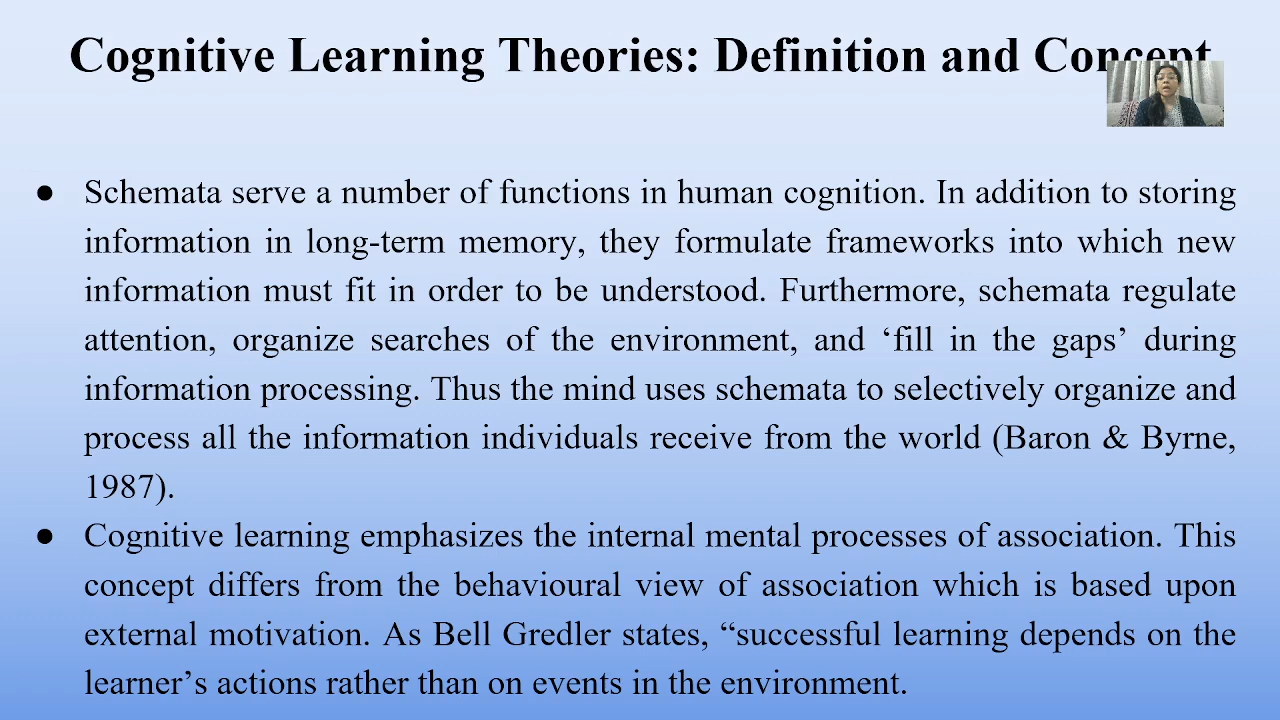 Cognitive Learning Theories: Definition and Concept
● Schemata serve a number of functions in human cognition. In addition to storing
information in long-term memory, they formulate frameworks into which new
information must fit in order to be understood. Furthermore, schemata regulate
attention, organize searches of the environment, and ‘fill in the gaps’ during
information processing. Thus the mind uses schemata to selectively organize and
process all the information individuals receive from the world (Baron & Byrne,
1987).
● Cognitive learning emphasizes the internal mental processes of association. This
concept differs from the behavioural view of association which is based upon
external motivation. As Bell Gredler states, “successful learning depends on the
learner’s actions rather than on events in the environment.